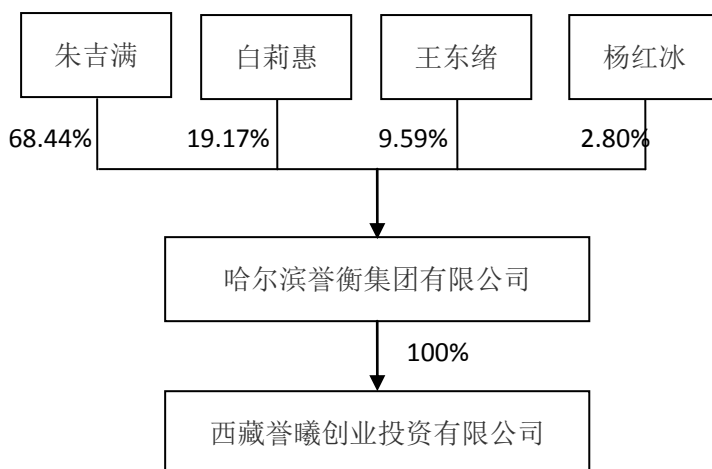 朱吉满 白莉惠 王东绪 杨红冰
68.44% 19.17% 9.59% 2.80%
哈尔滨誉衡集团有限公司
100%
西藏誉曦创业投资有限公司